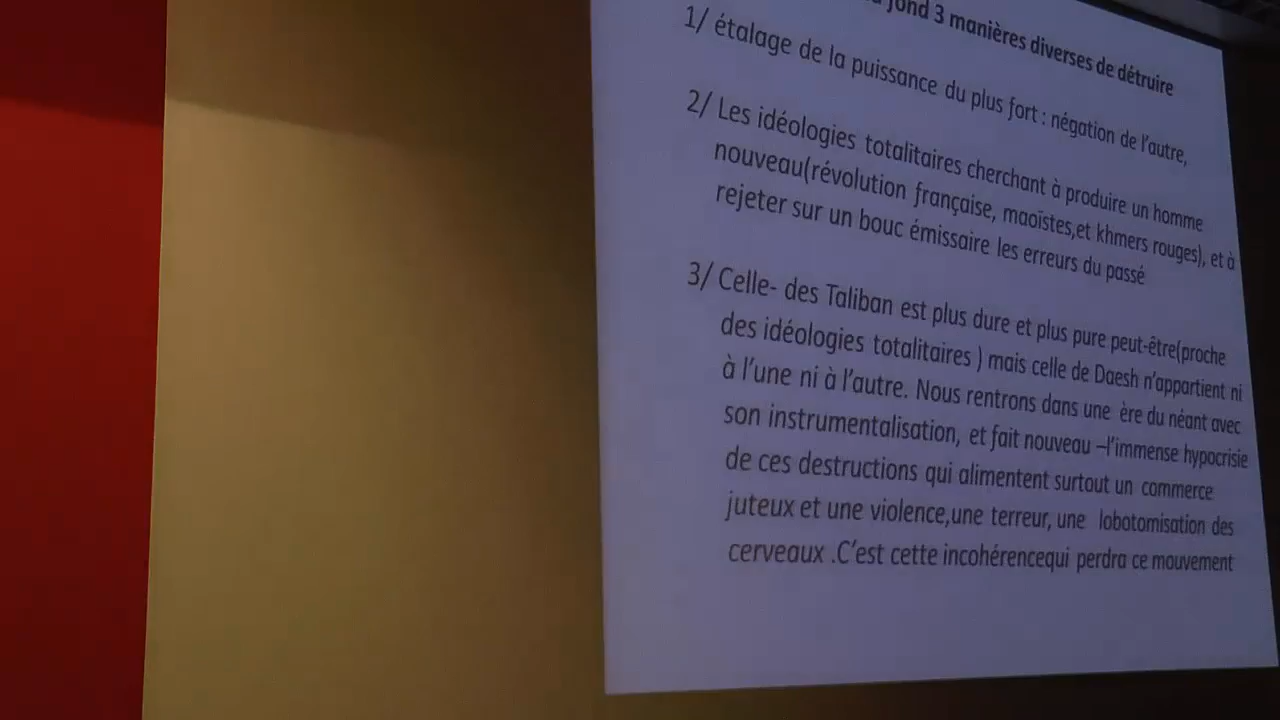 fond 3 manières diverses de détruire
1/ étalage de la puissance du plus fort : négation de l'autre,
2/ Les idéologies totalitaires cherchant à produire un homme
nouveau(révolution française, maoïstes,et khmers rouges), et à
rejeter sur un bouc émissaire les erreurs du passé
3/ Celle- des Taliban est plus dure et plus pure peut-être(proche
des idéologies totalitaires ) mais celle de Daesh n'appartient ni
à l'une ni à l'autre. Nous rentrons dans une ère du néant avec
son instrumentalisation, et fait nouveau –l'immense hypocrisie
de ces destructions qui alimentent surtout un commerce
juteux et une violence,une terreur, une lobotomisation des
cerveaux .C'est cette incohérencequi perdra ce mouvement